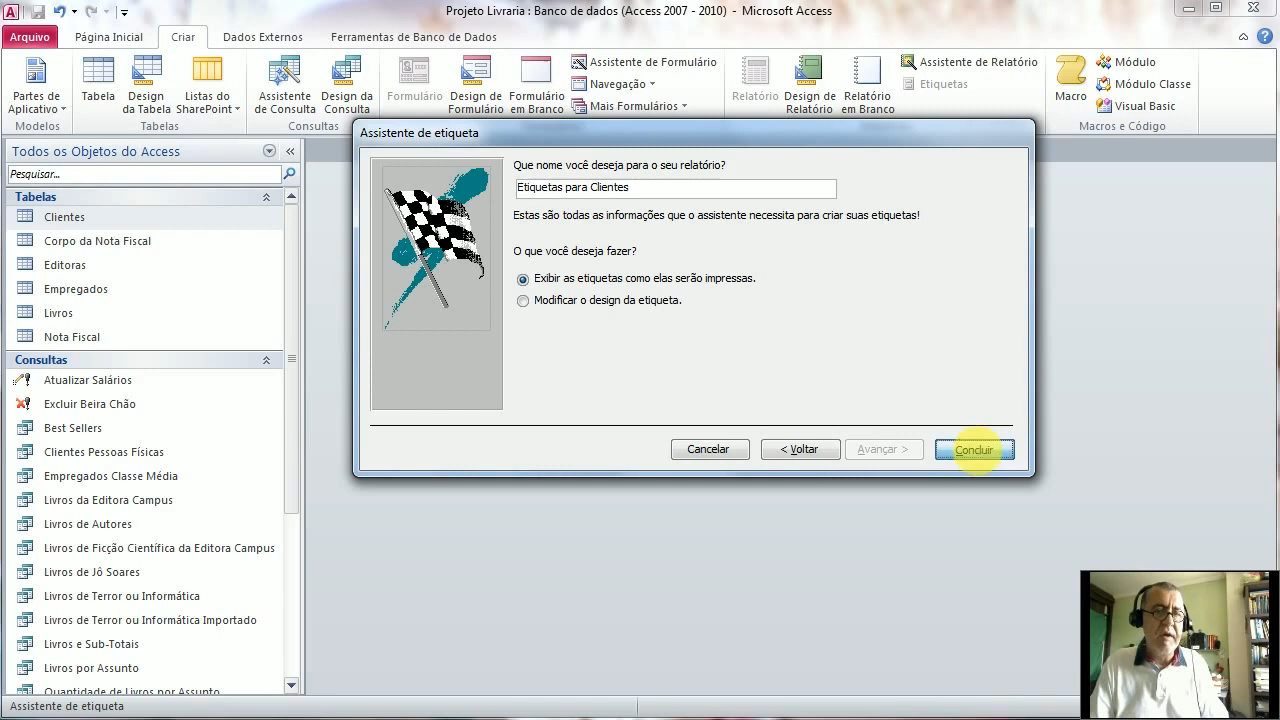 Projeto Livraria : Banco de dados (Access 2007 - 2010) - Microsoft Access
Arquivo Página Inicial Criar Dados Externos Ferramentas de Banco de Dados
Partes de Aplicativo
Tabela
Design da Tabela
Listas do SharePoint
Assistente de Consulta
Design da Consulta
Formulário
Design de Formulário
Formulário em Branco
Assistente de Formulário
Navegação
Mais Formulários
Relatório
Design de Relatório
Relatório em Branco
Assistente de Relatório
Etiquetas
Macro
Módulo
Módulo Classe
Visual Basic
Modelos
Tabelas
Consultas
Macros e Código
Todos os Objetos do Access
Pesquisar...
Tabelas
Clientes
Corpo da Nota Fiscal
Editoras
Empregados
Livros
Nota Fiscal
Consultas
Atualizar Salários
Excluir Beira Chão
Best Sellers
Clientes Pessoas Físicas
Empregados Classe Média
Livros da Editora Campus
Livros de Autores
Livros de Ficção Científica da Editora Campus
Livros de Jô Soares
Livros de Terror ou Informática
Livros de Terror ou Informática Importado
Livros e Sub-Totais
Livros por Assunto
Quantidade de Livros por Assunto
Assistente de etiqueta
Que nome você deseja para o seu relatório?
Etiquetas para Clientes
Estas são todas as informações que o assistente necessita para criar suas etiquetas!
O que você deseja fazer?
Exibir as etiquetas como elas serão impressas.
Modificar o design da etiqueta.
Cancelar
< Voltar
Avançar >
Concluir
Assistente de etiqueta